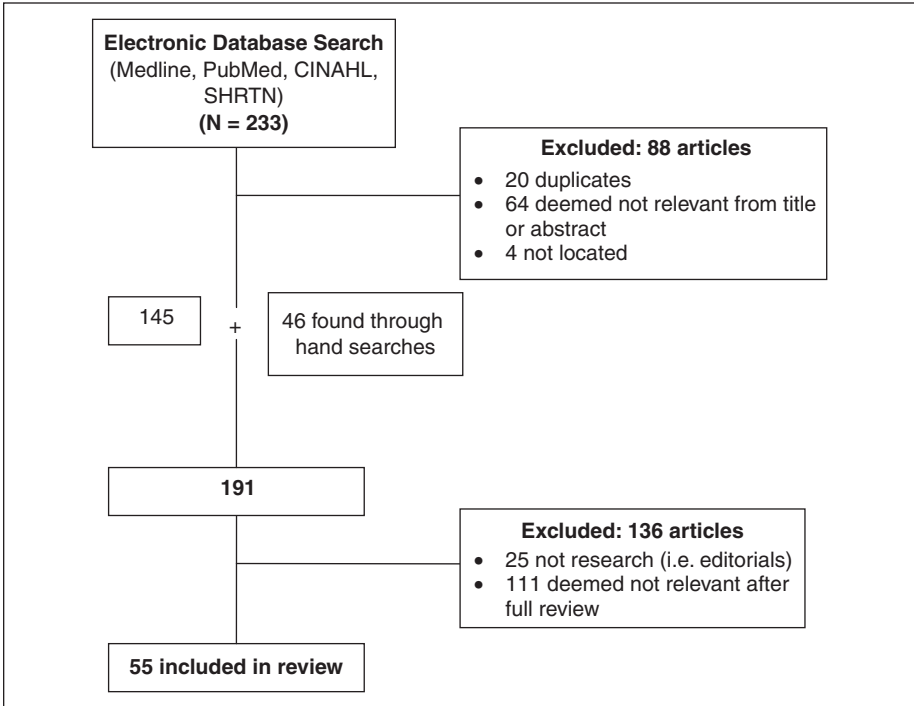 Electronic Database Search
(Medline, PubMed, CINAHL,
SHRTN)
(N = 233)
Excluded: 88 articles
• 20 duplicates
• 64 deemed not relevant from title
or abstract
• 4 not located
145
+
46 found through
hand searches
191
Excluded: 136 articles
• 25 not research (i.e. editorials)
• 111 deemed not relevant after
full review
55 included in review